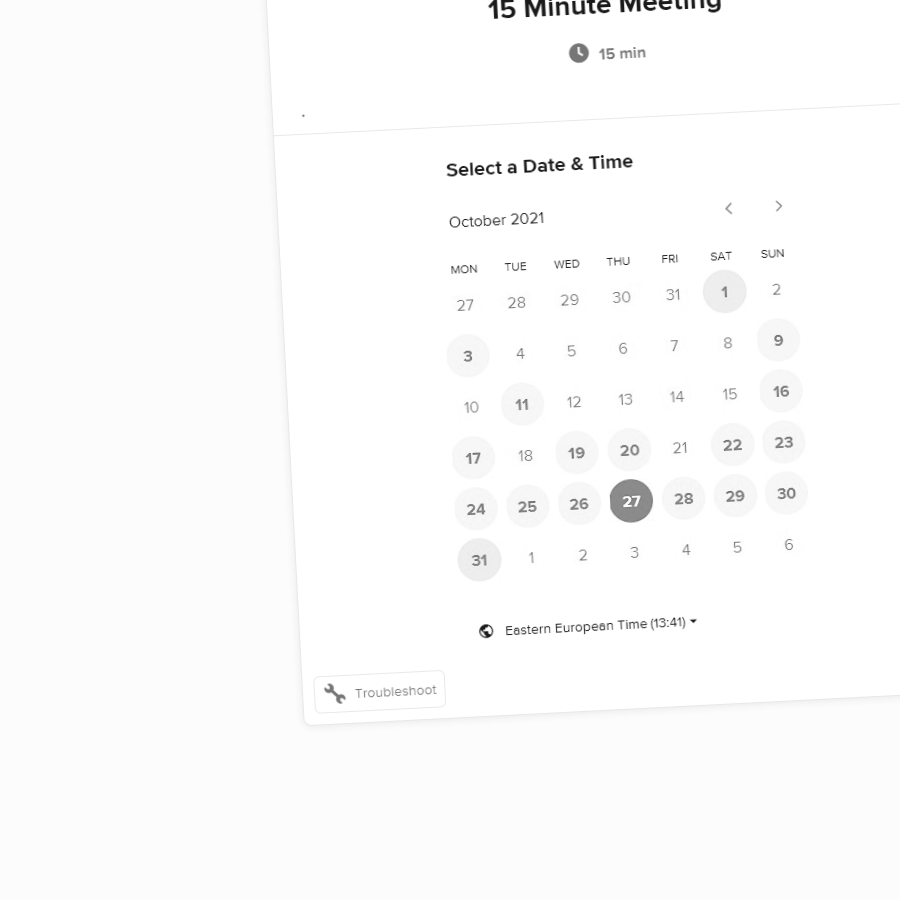 15 Minute Meeting
15 min
.
Select a Date & Time
October 2021
MON TUE WED THU FRI SAT SUN
27 28 29 30 31 1 2
3 4 5 6 7 8 9
10 11 12 13 14 15 16
17 18 19 20 21 22 23
24 25 26 27 28 29 30
31 1 2 3 4 5 6
Eastern European Time (13:41)
Troubleshoot